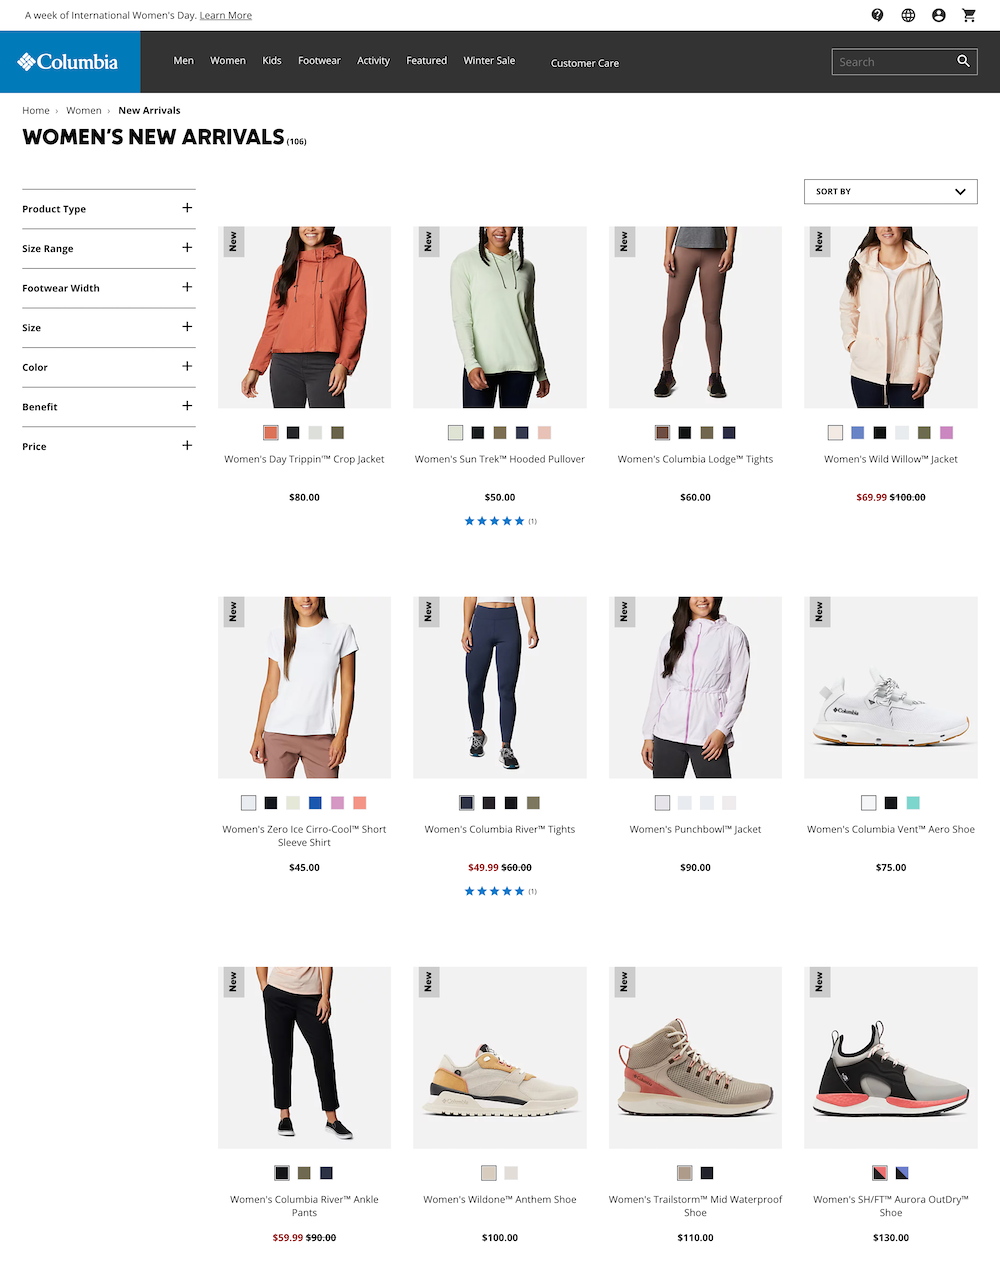 A week of International Women's Day. Learn More
Columbia
Men Women Kids Footwear Activity Featured Winter Sale Customer Care
Search
Home › Women › New Arrivals
WOMEN'S NEW ARRIVALS (106)
SORT BY
Product Type
Size Range
Footwear Width
Size
Color
Benefit
Price
New New New New
Women's Day Trippin'™ Crop Jacket
$80.00
Women's Sun Trek™ Hooded Pullover
$50.00
(1)
Women's Columbia Lodge™ Tights
$60.00
Women's Wild Willow™ Jacket
$69.99 $100.00
New New New New
Columbia
Women's Zero Ice Cirro-Cool™ Short
Sleeve Shirt
$45.00
Women's Columbia River™ Tights
$49.99 $60.00
(1)
Women's Punchbowl™ Jacket
$90.00
Women's Columbia Vent™ Aero Shoe
$75.00
New New New New
Women's Columbia River™ Ankle
Pants
$59.99 $90.00
Women's Wildone™ Anthem Shoe
$100.00
Women's Trailstorm™ Mid Waterproof
Shoe
$110.00
Women's SH/FT™ Aurora OutDry™
Shoe
$130.00